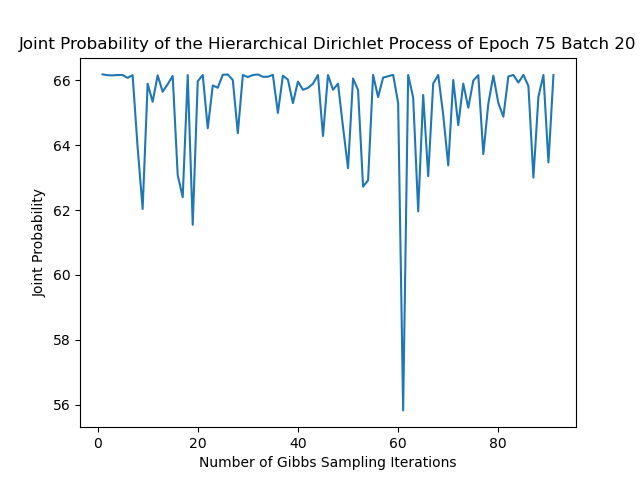 Joint Probability of the Hierarchical Dirichlet Process of Epoch 75 Batch 20
66
64
62
60
58
56
Joint Probability
0 20 40 60 80
Number of Gibbs Sampling Iterations